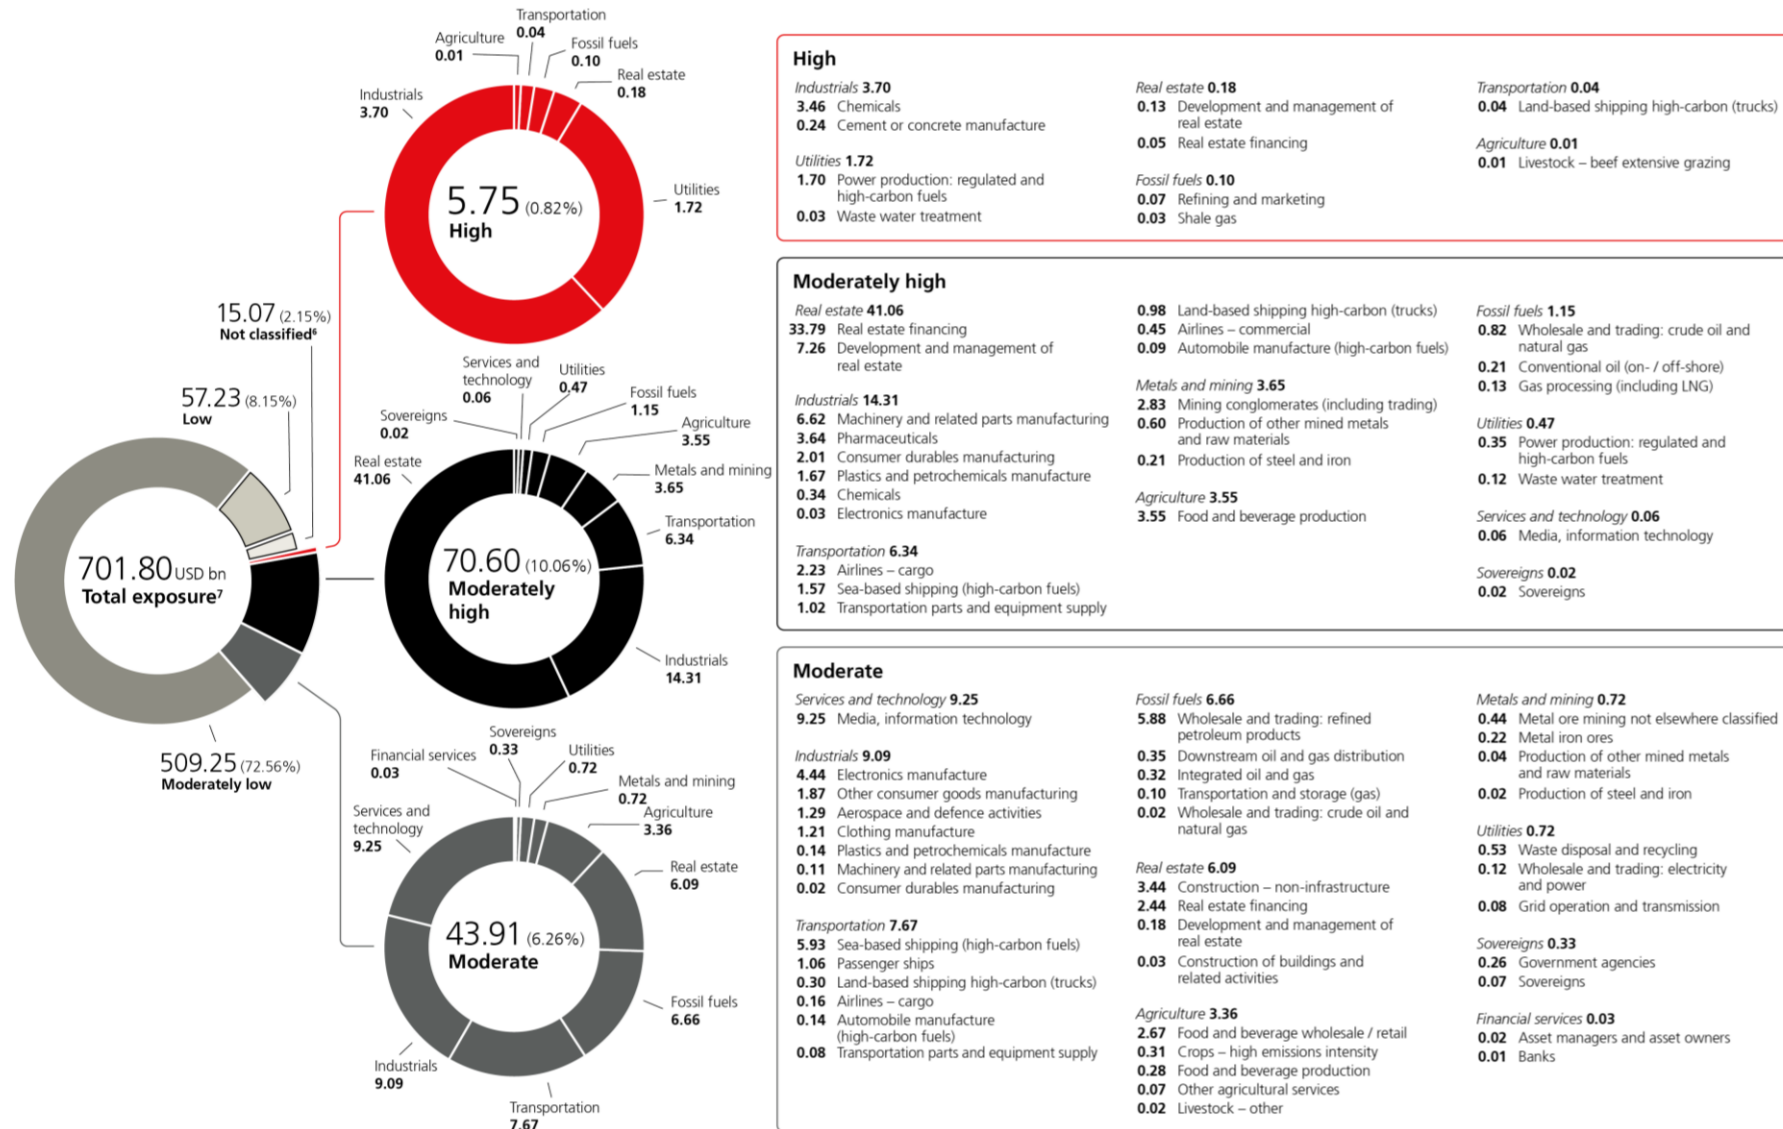 Transportation
0.04
Agriculture
0.01
Fossil fuels
0.10
Real estate
0.18
Industrials
3.70
Utilities
1.72
5.75 (0.82%)
High
15.07 (2.15%)
Not classified⁶
57.23 (8.15%)
Low
701.80 USD bn
Total exposure⁷
509.25 (72.56%)
Moderately low
Services and
technology
0.06
Utilities
0.47
Fossil fuels
1.15
Sovereigns
0.02
Agriculture
3.55
Real estate
41.06
Metals and mining
3.65
Transportation
6.34
70.60 (10.06%)
Moderately
high
Industrials
14.31
Sovereigns
0.33
Financial services
0.03
Utilities
0.72
Metals and mining
0.72
Agriculture
3.36
Services and
technology
9.25
Real estate
6.09
43.91 (6.26%)
Moderate
Fossil fuels
6.66
Industrials
9.09
Transportation
7.67
High
Industrials 3.70
3.46 Chemicals
0.24 Cement or concrete manufacture
Utilities 1.72
1.70 Power production: regulated and
high-carbon fuels
0.03 Waste water treatment
Real estate 0.18
0.13 Development and management of
real estate
0.05 Real estate financing
Fossil fuels 0.10
0.07 Refining and marketing
0.03 Shale gas
Transportation 0.04
0.04 Land-based shipping high-carbon (trucks)
Agriculture 0.01
0.01 Livestock – beef extensive grazing
Moderately high
Real estate 41.06
33.79 Real estate financing
7.26 Development and management of
real estate
Industrials 14.31
6.62 Machinery and related parts manufacturing
3.64 Pharmaceuticals
2.01 Consumer durables manufacturing
1.67 Plastics and petrochemicals manufacture
0.34 Chemicals
0.03 Electronics manufacture
Transportation 6.34
2.23 Airlines – cargo
1.57 Sea-based shipping (high-carbon fuels)
1.02 Transportation parts and equipment supply
0.98 Land-based shipping high-carbon (trucks)
0.45 Airlines – commercial
0.09 Automobile manufacture (high-carbon fuels)
Metals and mining 3.65
2.83 Mining conglomerates (including trading)
0.60 Production of other mined metals
and raw materials
0.21 Production of steel and iron
Agriculture 3.55
3.55 Food and beverage production
Fossil fuels 1.15
0.82 Wholesale and trading: crude oil and
natural gas
0.21 Conventional oil (on- / off-shore)
0.13 Gas processing (including LNG)
Utilities 0.47
0.35 Power production: regulated and
high-carbon fuels
0.12 Waste water treatment
Services and technology 0.06
0.06 Media, information technology
Sovereigns 0.02
0.02 Sovereigns
Moderate
Services and technology 9.25
9.25 Media, information technology
Industrials 9.09
4.44 Electronics manufacture
1.87 Other consumer goods manufacturing
1.29 Aerospace and defence activities
1.21 Clothing manufacture
0.14 Plastics and petrochemicals manufacture
0.11 Machinery and related parts manufacturing
0.02 Consumer durables manufacturing
Transportation 7.67
5.93 Sea-based shipping (high-carbon fuels)
1.06 Passenger ships
0.30 Land-based shipping high-carbon (trucks)
0.16 Airlines – cargo
0.14 Automobile manufacture
(high-carbon fuels)
0.08 Transportation parts and equipment supply
Fossil fuels 6.66
5.88 Wholesale and trading: refined
petroleum products
0.35 Downstream oil and gas distribution
0.32 Integrated oil and gas
0.10 Transportation and storage (gas)
0.02 Wholesale and trading: crude oil and
natural gas
Real estate 6.09
3.44 Construction – non-infrastructure
2.44 Real estate financing
0.18 Development and management of
real estate
0.03 Construction of buildings and
related activities
Agriculture 3.36
2.67 Food and beverage wholesale / retail
0.31 Crops – high emissions intensity
0.28 Food and beverage production
0.07 Other agricultural services
0.02 Livestock – other
Metals and mining 0.72
0.44 Metal ore mining not elsewhere classified
0.22 Metal iron ores
0.04 Production of other mined metals
and raw materials
0.02 Production of steel and iron
Utilities 0.72
0.53 Waste disposal and recycling
0.12 Wholesale and trading: electricity
and power
0.08 Grid operation and transmission
Sovereigns 0.33
0.26 Government agencies
0.07 Sovereigns
Financial services 0.03
0.02 Asset managers and asset owners
0.01 Banks